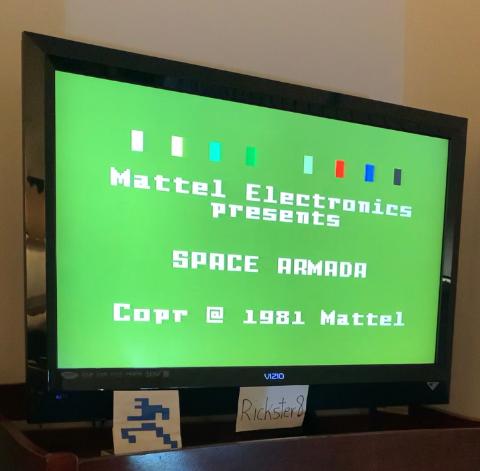 Mattel Electronics
presents
SPACE ARMADA
Copr @ 1981 Mattel
VIZIO
Rickster8